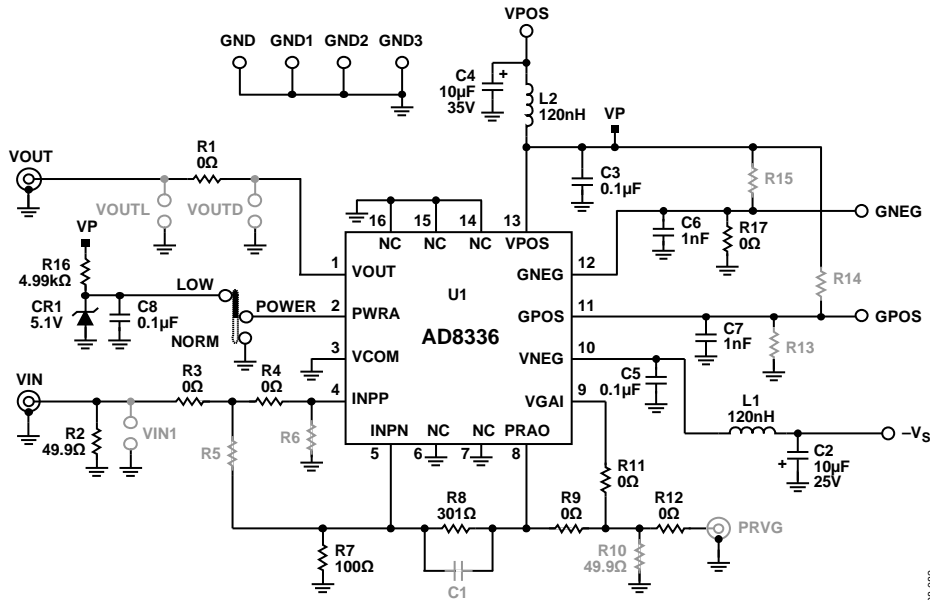 VPOS
GND GND1 GND2 GND3
C4
10µF
35V
+
L2
120nH
VP
R1
0Ω
VOUT
C3
0.1µF
R15
VOUTL
VOUTD
16 15 14 13
NC NC NC VPOS
C6
1nF
R17
0Ω
GNEG
VP
R16
4.99kΩ
1
VOUT
GNEG
12
U1
R14
LOW
CR1
5.1V
C8
0.1µF
POWER
2
PWRA
GPOS
11
GPOS
AD8336
NORM
C7
1nF
R13
3
VCOM
VNEG
10
VIN
R3
0Ω
R4
0Ω
C5
0.1µF
4
INPP
VGAI
9
L1
120nH
R2
49.9Ω
VIN1
R5
R6
INPN NC NC PRAO
5 6 7 8
–VS
+
C2
10µF
25V
R11
0Ω
R8
301Ω
R9
0Ω
R12
0Ω
PRVG
R7
100Ω
R10
49.9Ω
C1